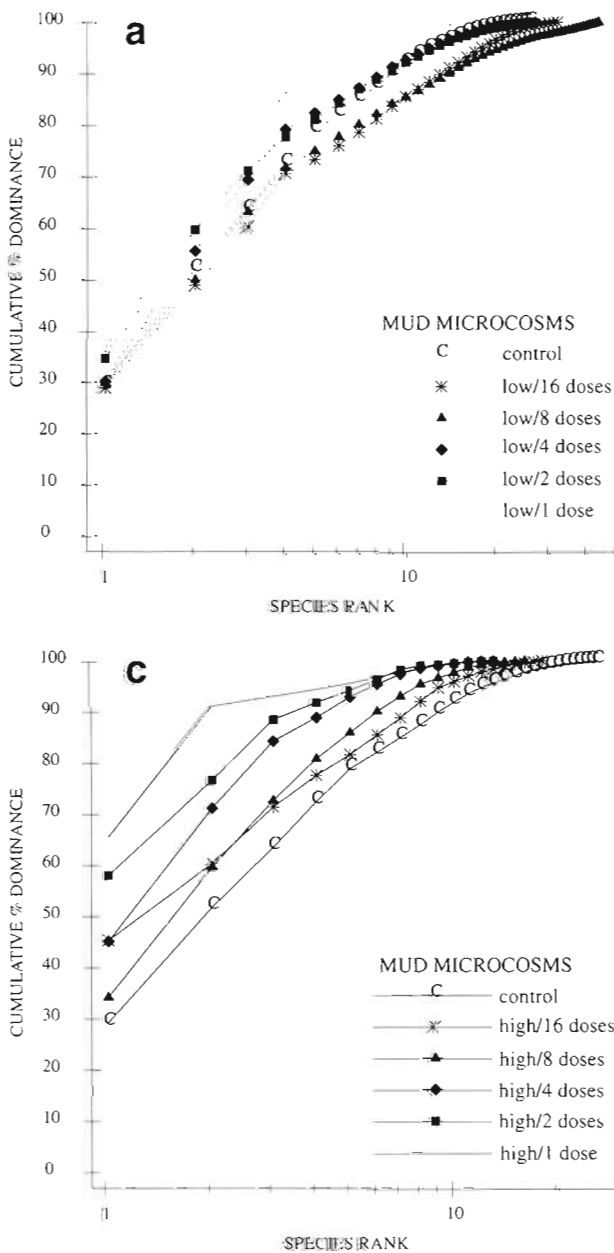 a
100
90
80
70
60
50
40
30
20
10
0
CUMULATIVE % DOMINANCE
MUD MICROCOSMS
C control
low/16 doses
low/8 doses
low/4 doses
low/2 doses
low/1 dose
1
10
SPECIES RANK
c
100
90
80
70
60
50
40
30
20
10
0
CUMULATIVE % DOMINANCE
MUD MICROCOSMS
C control
high/16 doses
high/8 doses
high/4 doses
high/2 doses
high/1 dose
1
10
SPECIES RANK